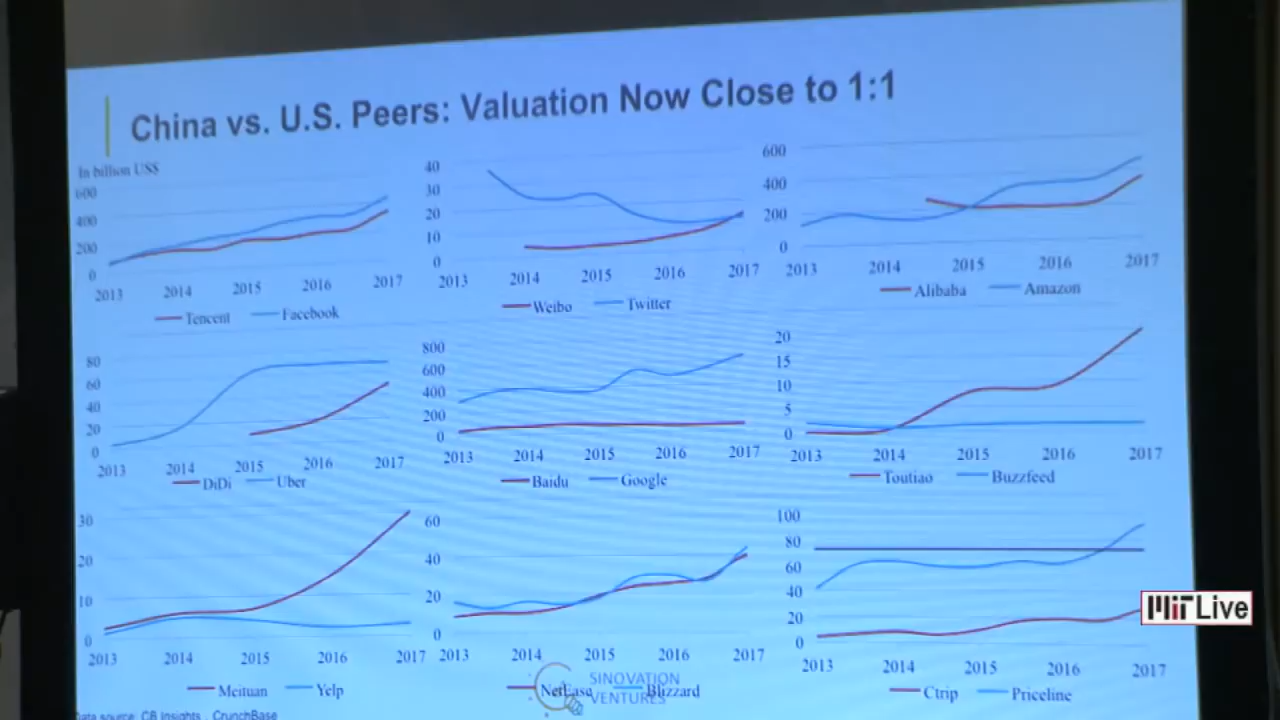 China vs. U.S. Peers: Valuation Now Close to 1:1
In billion US$
600
400
200
0
2013 2014 2015 2016 2017
Tencent Facebook
40
30
20
10
0
2013 2014 2015 2016 2017
Weibo Twitter
600
400
200
0
2013 2014 2015 2016 2017
Alibaba Amazon
80
60
40
20
0
2013 2014 2015 2016 2017
DiDi Uber
800
600
400
200
0
2013 2014 2015 2016 2017
Baidu Google
20
15
10
5
0
2013 2014 2015 2016 2017
Toutiao Buzzfeed
30
20
10
0
2013 2014 2015 2016 2017
Meituan Yelp
60
40
20
0
2013 2014 2015 2016 2017
NetEase Blizzard
100
80
60
40
20
0
2013 2014 2015 2016 2017
Ctrip Priceline
MIT Live
SINOVATION
VENTURES
Data source: CB Insights , CrunchBase